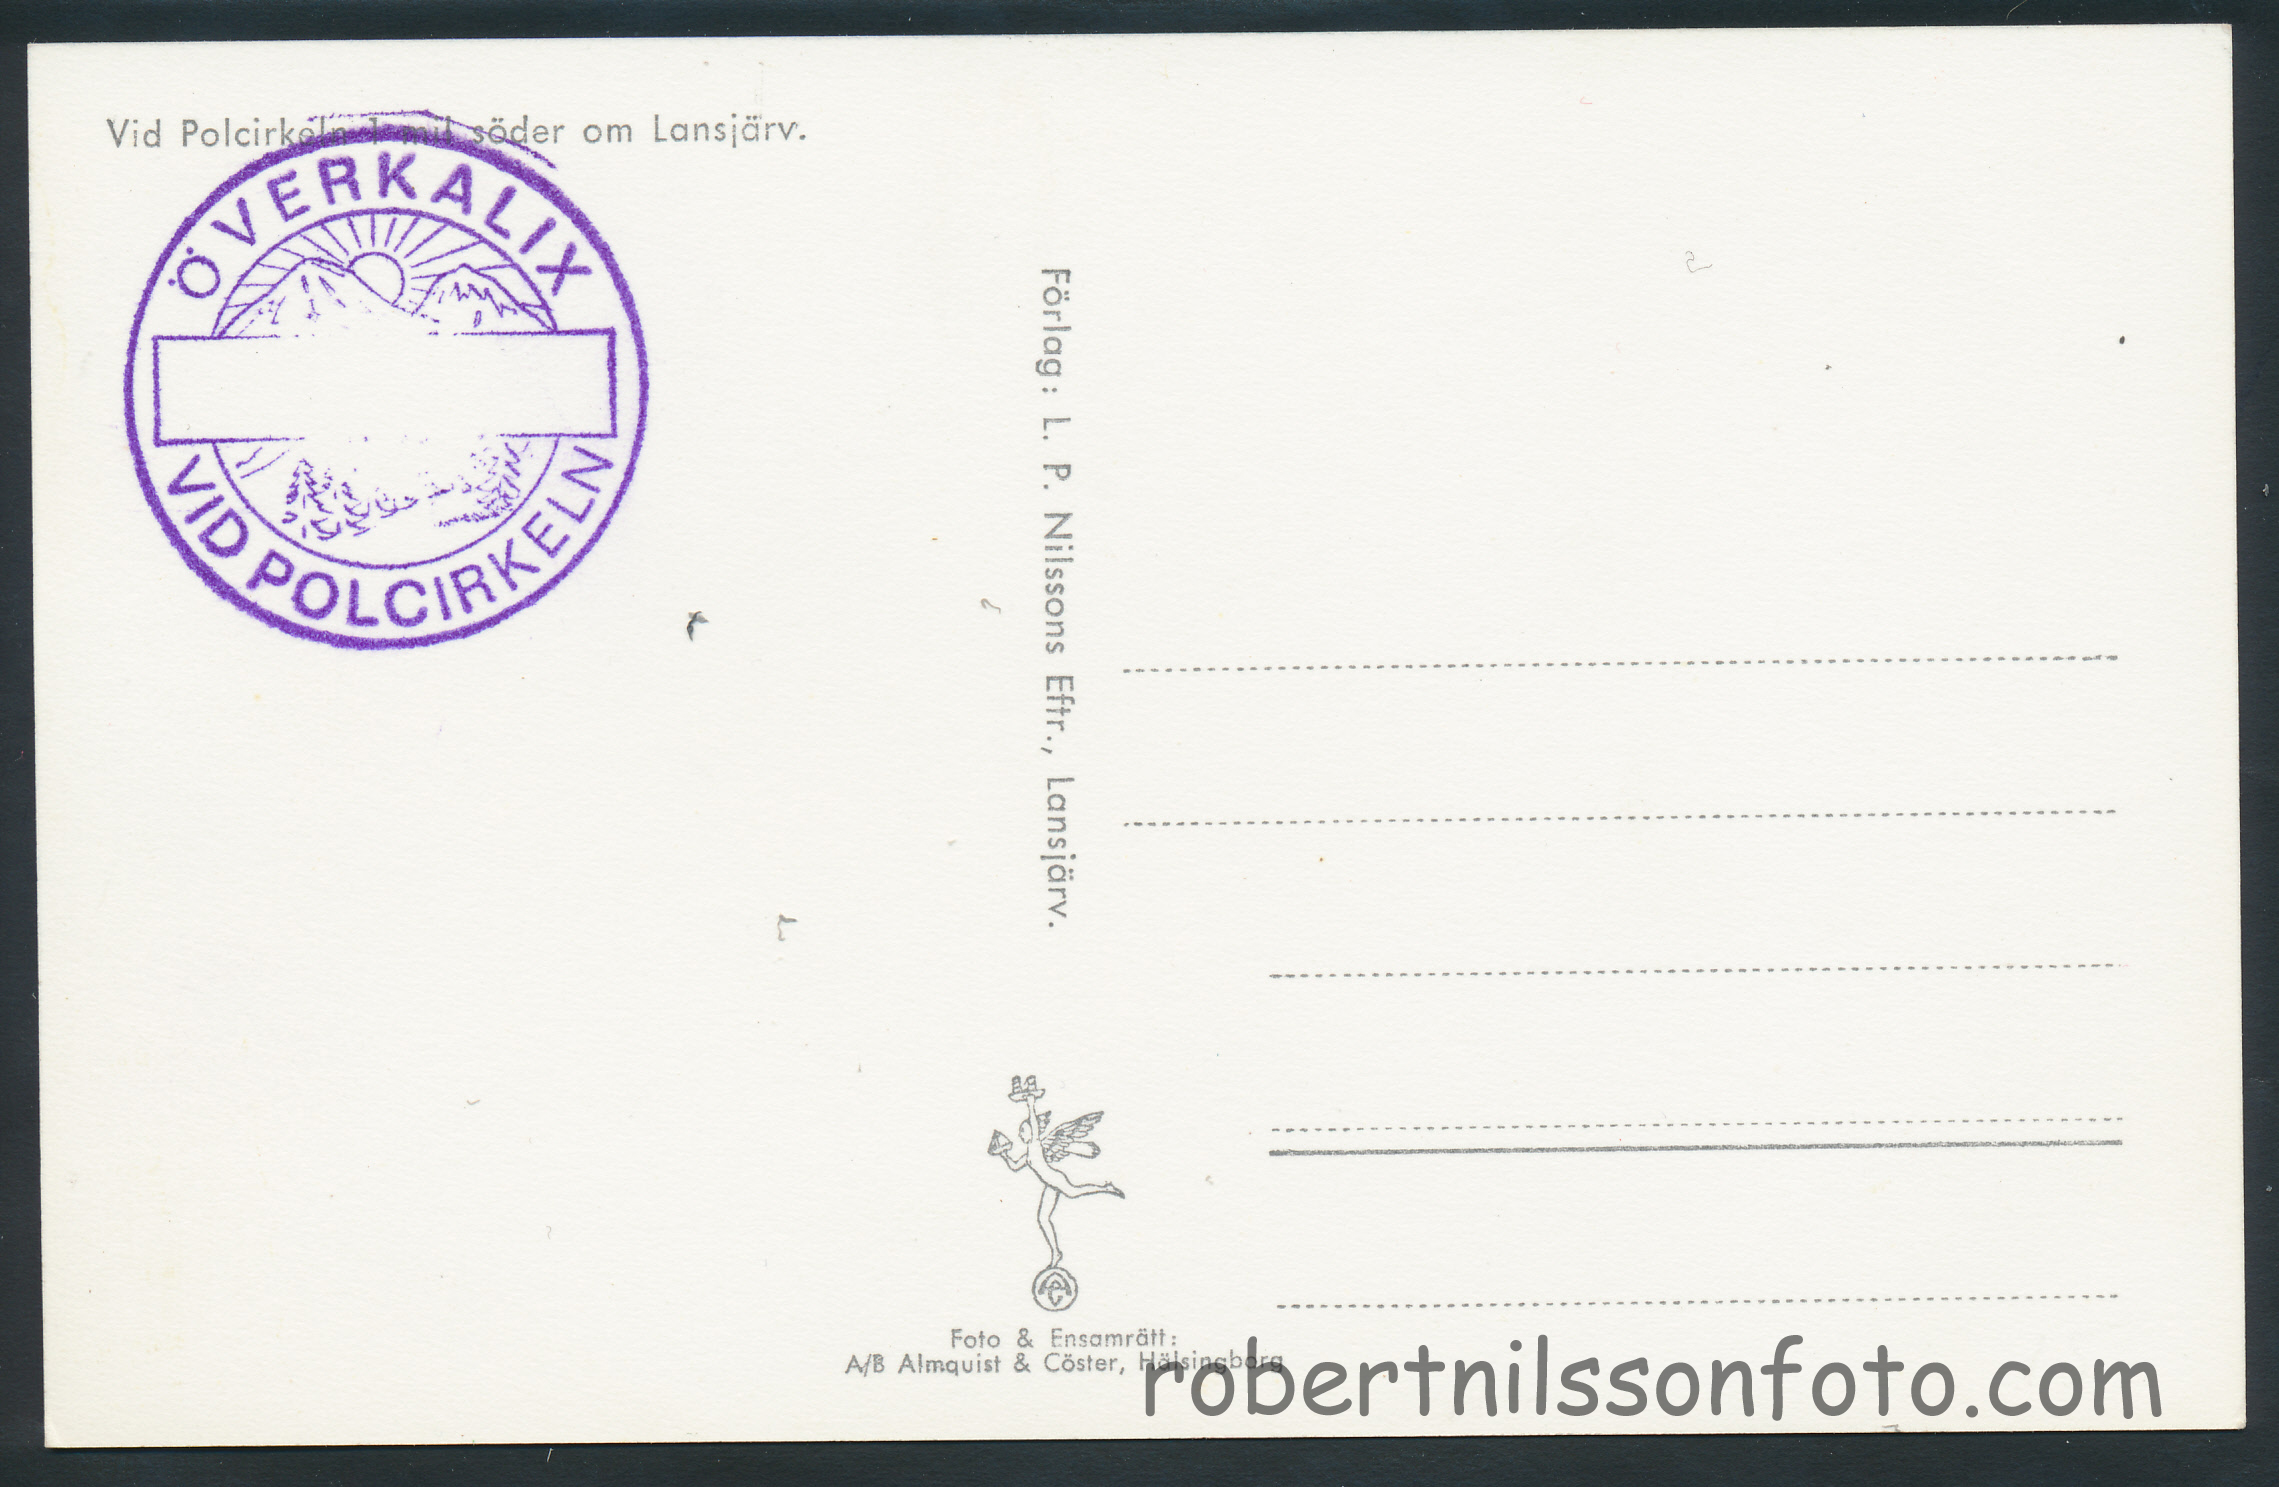 Vid Polcirkeln 1 mil söder om Lansjärv.
ÖVERKALIX
VID POLCIRKELN
Förlag: L. P. Nilssons Eftr., Lansjärv.
Foto & Ensamrätt:
A/B Almquist & Cöster, Hälsingborg
robertnilssonfoto.com